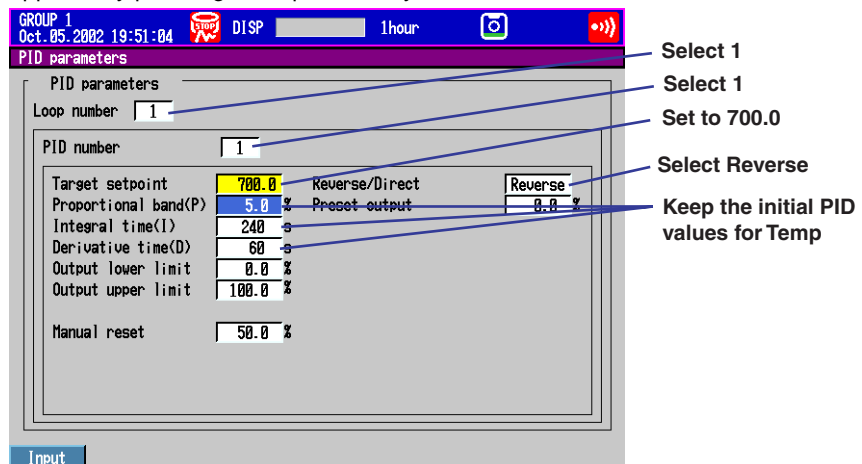 GROUP 1
Oct.05.2002 19:51:04 STOP DISP 1hour
PID parameters
PID parameters
Loop number 1
PID number 1
Target setpoint 700.0 Reverse/Direct Reverse
Proportional band(P) 5.0 % Preset output 0.0 %
Integral time(I) 240 s
Derivative time(D) 60 s
Output lower limit 0.0 %
Output upper limit 100.0 %
Manual reset 50.0 %
Input
Select 1
Select 1
Set to 700.0
Select Reverse
Keep the initial PID
values for Temp